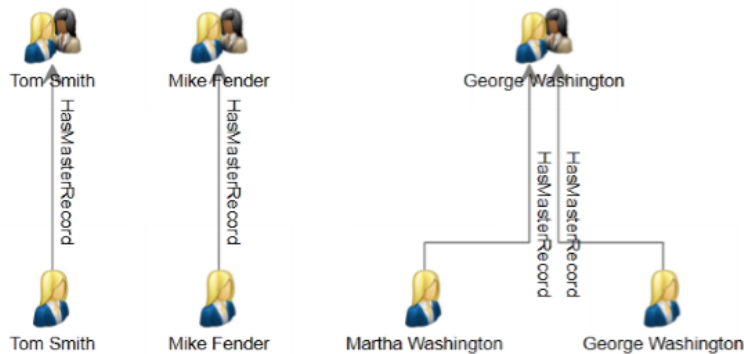 Tom Smith
Mike Fender
George Washington
HasMasterRecord
HasMasterRecord
HasMasterRecord
HasMasterRecord
Tom Smith
Mike Fender
Martha Washington
George Washington